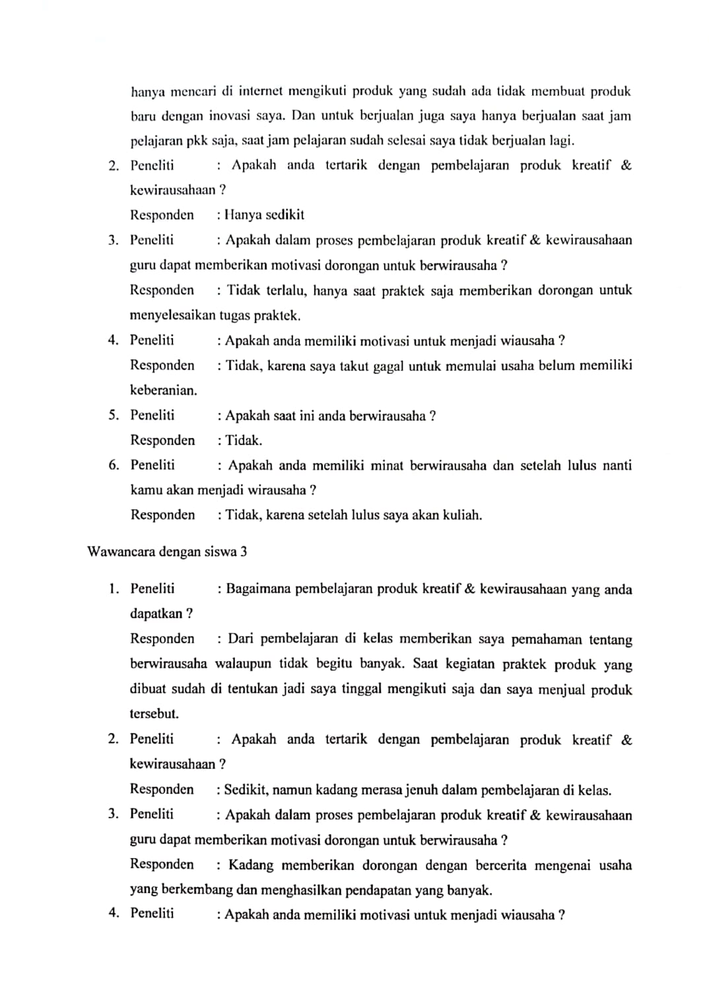 hanya mencari di internet mengikuti produk yang sudah ada tidak membuat produk
baru dengan inovasi saya. Dan untuk berjualan juga saya hanya berjualan saat jam
pelajaran pkk saja, saat jam pelajaran sudah selesai saya tidak berjualan lagi.
2. Peneliti : Apakah anda tertarik dengan pembelajaran produk kreatif &
kewirausahaan ?
Responden : Hanya sedikit
3. Peneliti : Apakah dalam proses pembelajaran produk kreatif & kewirausahaan
guru dapat memberikan motivasi dorongan untuk berwirausaha ?
Responden : Tidak terlalu, hanya saat praktek saja memberikan dorongan untuk
menyelesaikan tugas praktek.
4. Peneliti : Apakah anda memiliki motivasi untuk menjadi wiausaha ?
Responden : Tidak, karena saya takut gagal untuk memulai usaha belum memiliki
keberanian.
5. Peneliti : Apakah saat ini anda berwirausaha ?
Responden : Tidak.
6. Peneliti : Apakah anda memiliki minat berwirausaha dan setelah lulus nanti
kamu akan menjadi wirausaha ?
Responden : Tidak, karena setelah lulus saya akan kuliah.
Wawancara dengan siswa 3
1. Peneliti : Bagaimana pembelajaran produk kreatif & kewirausahaan yang anda
dapatkan ?
Responden : Dari pembelajaran di kelas memberikan saya pemahaman tentang
berwirausaha walaupun tidak begitu banyak. Saat kegiatan praktek produk yang
dibuat sudah di tentukan jadi saya tinggal mengikuti saja dan saya menjual produk
tersebut.
2. Peneliti : Apakah anda tertarik dengan pembelajaran produk kreatif &
kewirausahaan ?
Responden : Sedikit, namun kadang merasa jenuh dalam pembelajaran di kelas.
3. Peneliti : Apakah dalam proses pembelajaran produk kreatif & kewirausahaan
guru dapat memberikan motivasi dorongan untuk berwirausaha ?
Responden : Kadang memberikan dorongan dengan bercerita mengenai usaha
yang berkembang dan menghasilkan pendapatan yang banyak.
4. Peneliti : Apakah anda memiliki motivasi untuk menjadi wiausaha ?